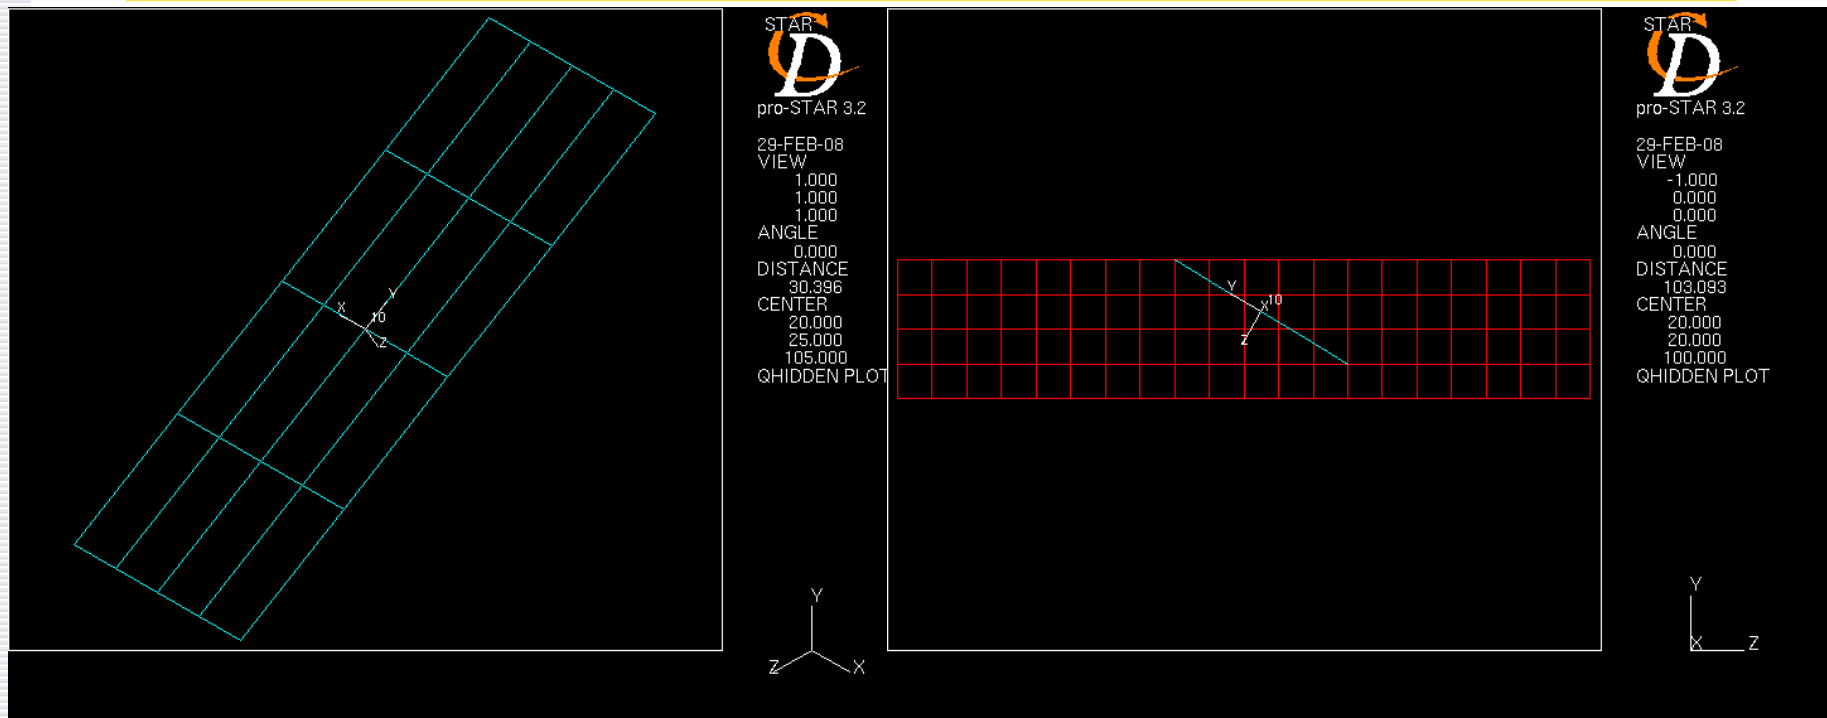 STAR
CD
pro-STAR 3.2
29-FEB-08
VIEW
1.000
1.000
1.000
ANGLE
0.000
DISTANCE
30.396
CENTER
20.000
25.000
105.000
QHIDDEN PLOT
X
Y
10
Z
Y
Z
X
STAR
CD
pro-STAR 3.2
29-FEB-08
VIEW
-1.000
0.000
0.000
ANGLE
0.000
DISTANCE
103.093
CENTER
20.000
20.000
100.000
QHIDDEN PLOT
Y
X
10
Z
Y
X
Z